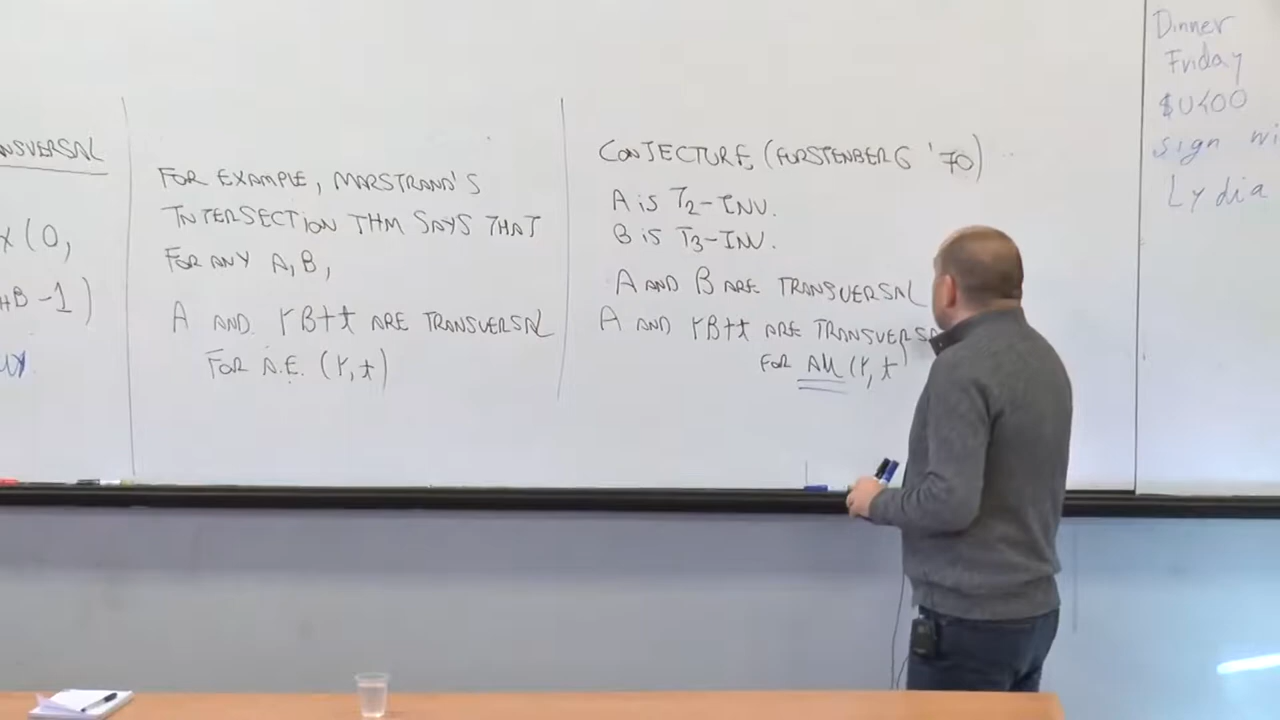 NSVERSAL
x(0,
+B-1)
FOR EXAMPLE, MARSTRAND'S
INTERSECTION THM SAYS THAT
FOR ANY A,B,
A AND rB+t ARE TRANSVERSAL
FOR A.E. (r,t)
CONJECTURE (FURSTENBERG '70)
A is T2-INV.
B is T3-INV.
A AND B ARE TRANSVERSAL
A AND rB+t ARE TRANSVERSA
FOR ALL (r,t)
Dinner
Friday
$U400
sign wi
Lydia